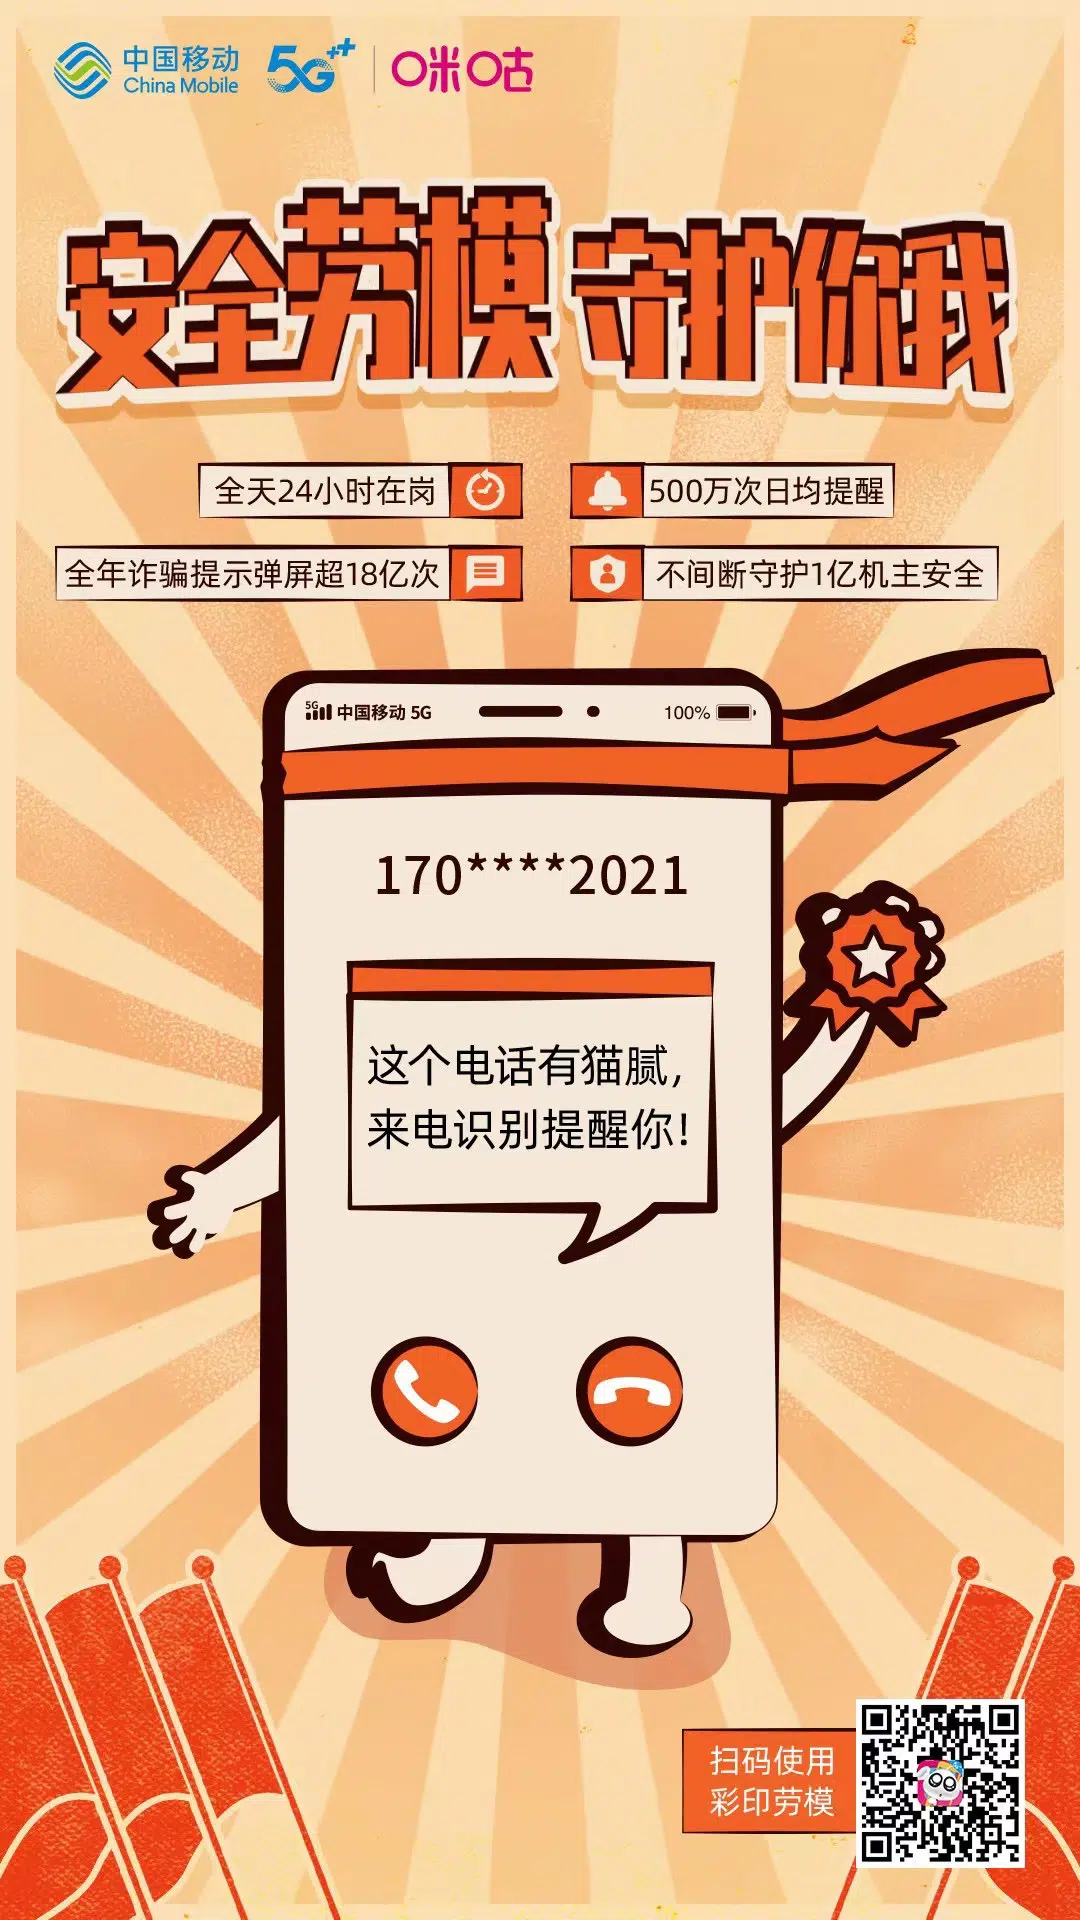 中国移动
China Mobile
5G++
咪咕
安全劳模 守护你我
全天24小时在岗
500万次日均提醒
全年诈骗提示弹屏超18亿次
不间断守护1亿机主安全
5G 中国移动 5G
100%
170****2021
这个电话有猫腻，
来电识别提醒你！
扫码使用
彩印劳模